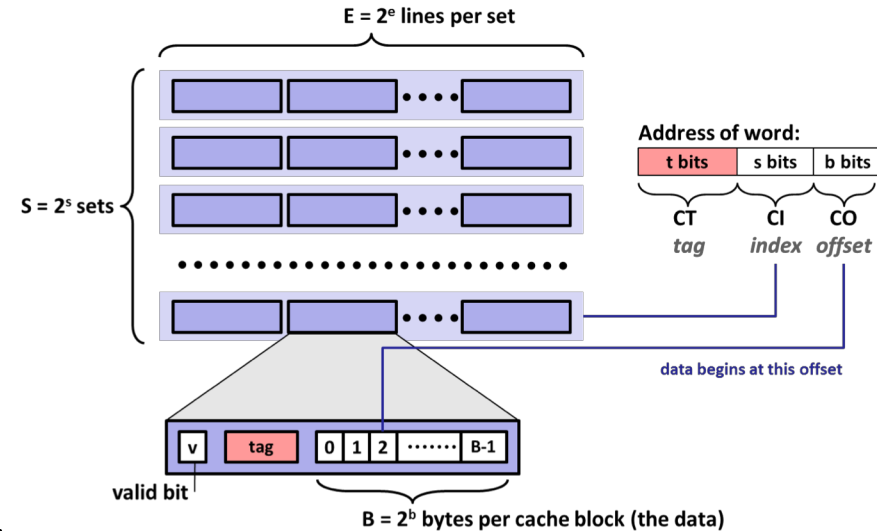 E = 2ᵉ lines per set
S = 2ˢ sets
Address of word:
t bits s bits b bits
CT CI CO
tag index offset
data begins at this offset
v tag 0 1 2 ······· B-1
valid bit
B = 2ᵇ bytes per cache block (the data)